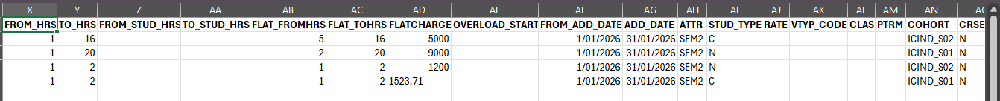 X Y Z AA AB AC AD AE AF AG AH AI AJ AK AL AM AN AO
FROM_HRS TO_HRS FROM_STUD_HRS TO_STUD_HRS FLAT_FROMHRS FLAT_TOHRS FLATCHARGE OVERLOAD_START FROM_ADD_DATE ADD_DATE ATTR STUD_TYPE RATE VTYP_CODE CLAS PTRM COHORT CRSE
1 16 5 16 5000 1/01/2026 31/01/2026 SEM2 C ICIND_S02 N
1 20 2 20 9000 1/01/2026 31/01/2026 SEM2 N ICIND_S01 N
1 2 1 2 1200 1/01/2026 31/01/2026 SEM2 N ICIND_S02 N
1 2 1 2 1523.71 1/01/2026 31/01/2026 SEM2 C ICIND_S01 N